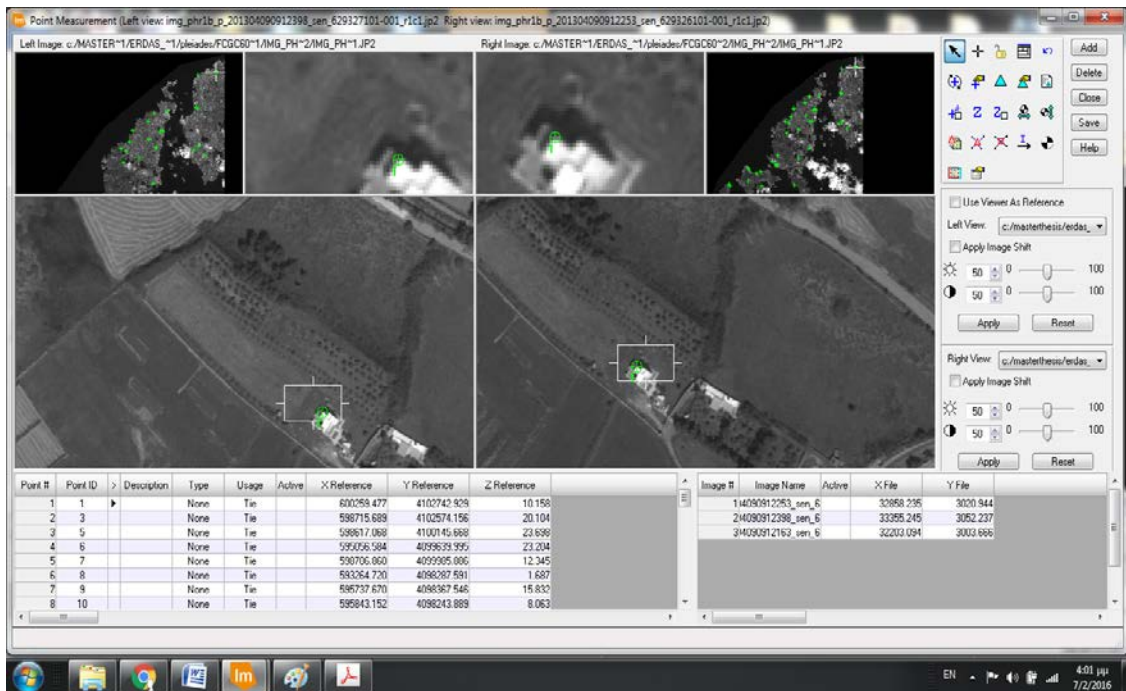 Point Measurement (Left view: img_phr1b_p_201304090912398_sen_629327101-001_r1c1.jp2 Right view: img_phr1b_p_201304090912253_sen_629326101-001_r1c1.jp2)
Left Image: c:/MASTER~1/ERDAS_~1/pleiades/FCGC60~1/IMG_PH~2/IMG_PH~1.JP2 Right Image: c:/MASTER~1/ERDAS_~1/pleiades/FCGC60~2/IMG_PH~2/IMG_PH~1.JP2
Add
Delete
Close
Save
Help
Use Viewer As Reference
Left View: c:/masterthesis/erdas_
Apply Image Shift
50 0 100
50 0 100
Apply Reset
Right View: c:/masterthesis/erdas_
Apply Image Shift
50 0 100
50 0 100
Apply Reset
Point # Point ID > Description Type Usage Active X Reference Y Reference Z Reference
1 1 None Tie 600259.477 4102742.929 10.158
2 3 None Tie 598715.689 4102574.156 20.104
3 5 None Tie 598617.068 4100145.668 23.698
4 6 None Tie 595056.584 4099639.995 23.204
5 7 None Tie 4099985.886 12.345
6 8 None Tie 593264.720 4098287.591 1.687
7 9 None Tie 595737.670 4098367.546 15.832
8 10 None Tie 595843.152 4098243.889 8.063
Image # Image Name Active X File Y File
1 4090912253_sen_6 32858.235 3020.944
2 4090912398_sen_6 33355.245 3052.237
3 4090912163_sen_6 32203.094 3003.666
EN 4:01 μμ
7/2/2016